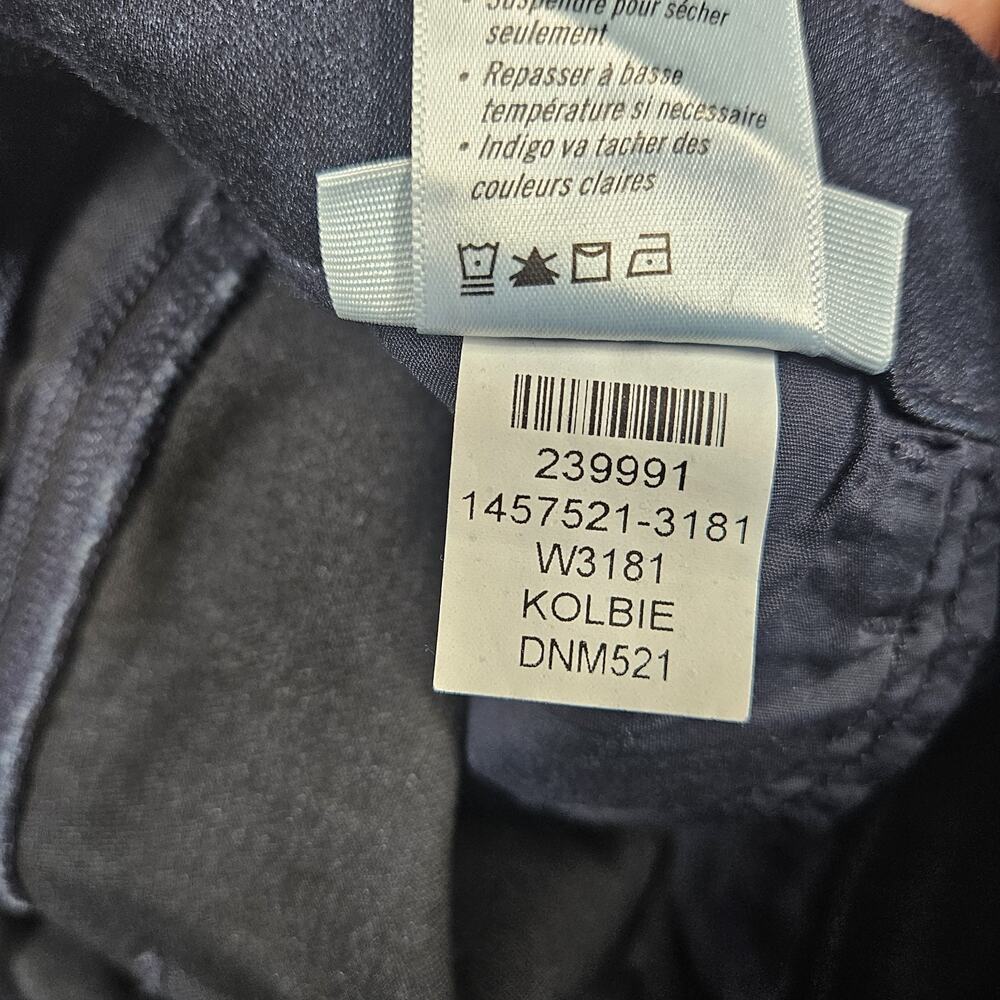 • Suspendre pour sécher
seulement
• Repasser à basse
température si necessaire
• Indigo va tacher des
couleurs claires
239991
1457521-3181
W3181
KOLBIE
DNM521